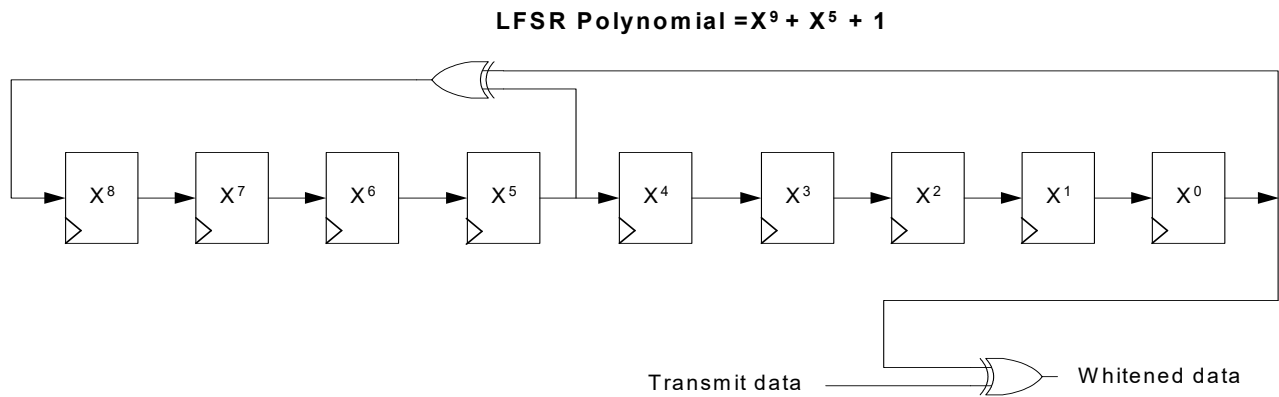 LFSR Polynomial =X⁹ + X⁵ + 1
X⁸ X⁷ X⁶ X⁵ X⁴ X³ X² X¹ X⁰
Transmit data
Whitened data